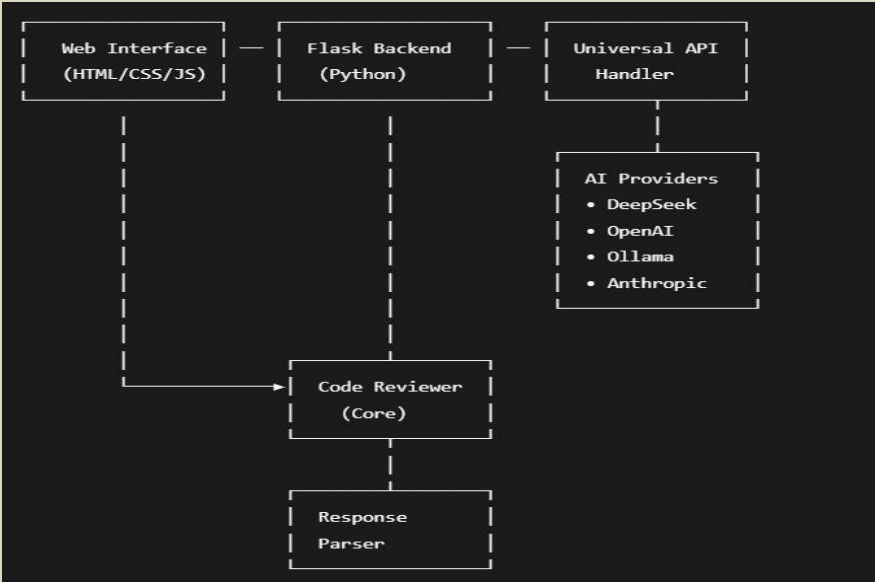 Web Interface
(HTML/CSS/JS)
Flask Backend
(Python)
Universal API
Handler
AI Providers
• DeepSeek
• OpenAI
• Ollama
• Anthropic
Code Reviewer
(Core)
Response
Parser